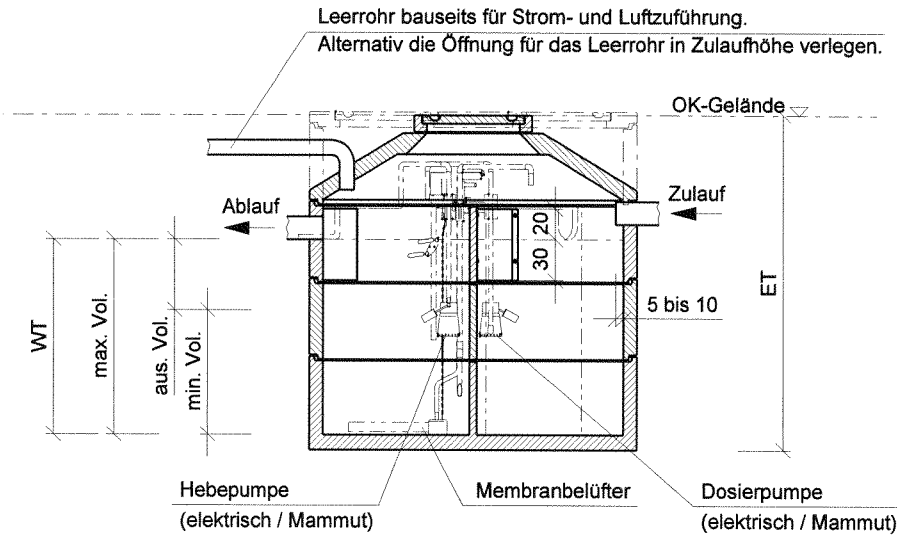 Leerrohr bauseits für Strom- und Luftzuführung.
Alternativ die Öffnung für das Leerrohr in Zulaufhöhe verlegen.
OK-Gelände
Ablauf
Zulauf
20
30
5 bis 10
ET
WT
max. Vol.
aus. Vol.
min. Vol.
Hebepumpe
(elektrisch / Mammut)
Membranbelüfter
Dosierpumpe
(elektrisch / Mammut)